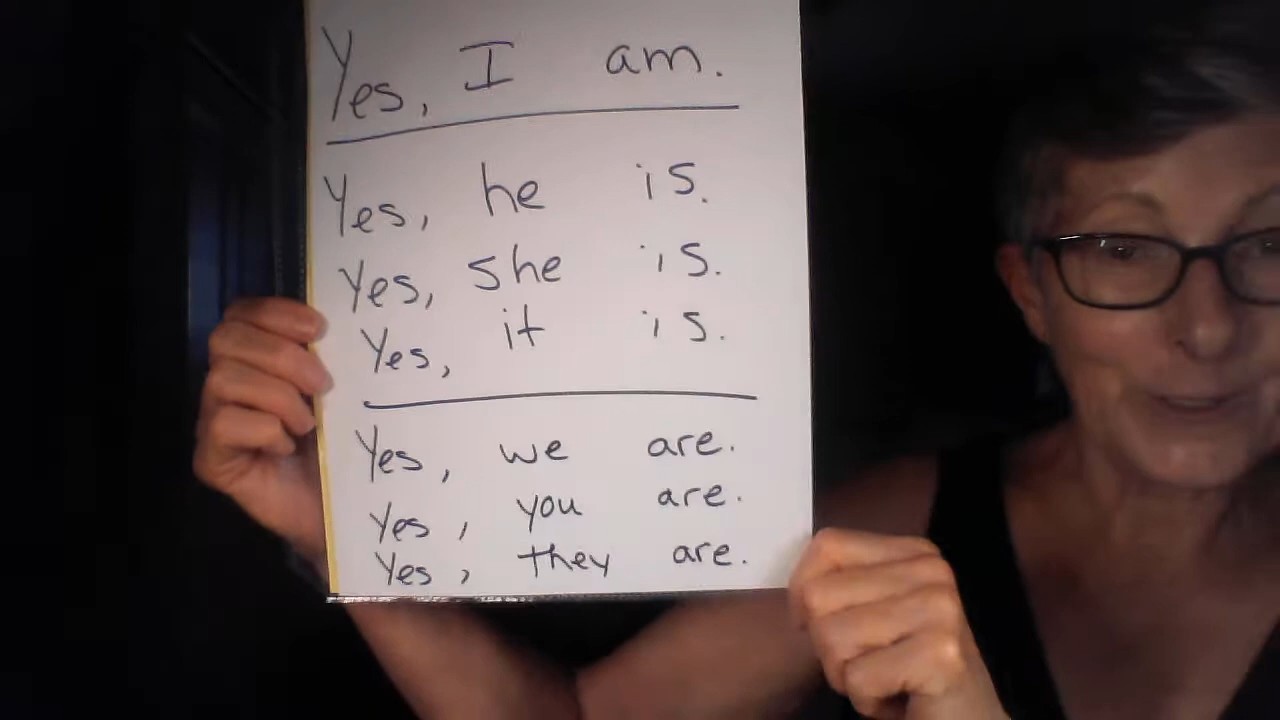 Yes, I am.
Yes, he is.
Yes, she is.
Yes, it is.
Yes, we are.
Yes, you are.
Yes, they are.